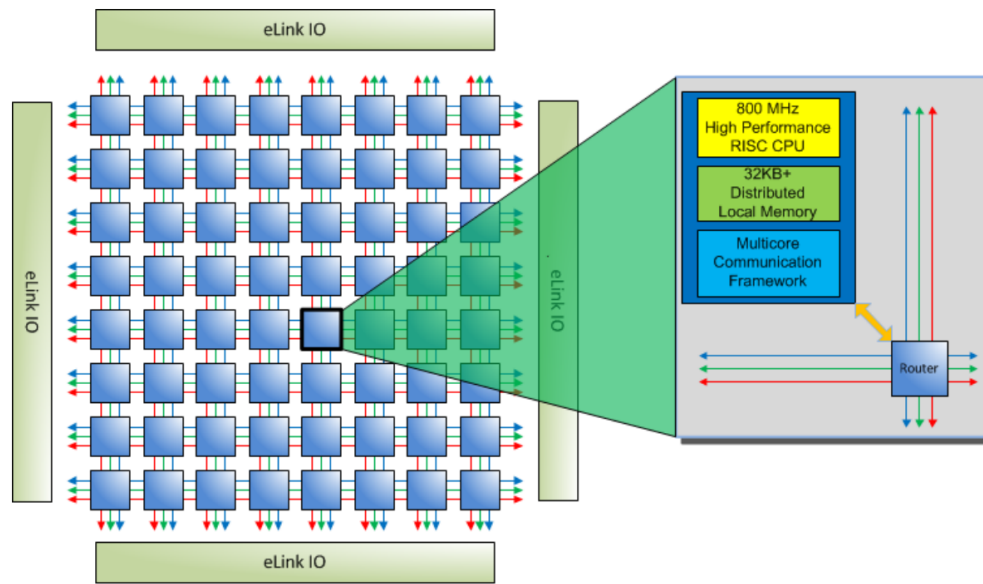 eLink IO
eLink IO
. eLink IO
800 MHz
High Performance
RISC CPU
32KB+
Distributed
Local Memory
Multicore
Communication
Framework
Router
eLink IO